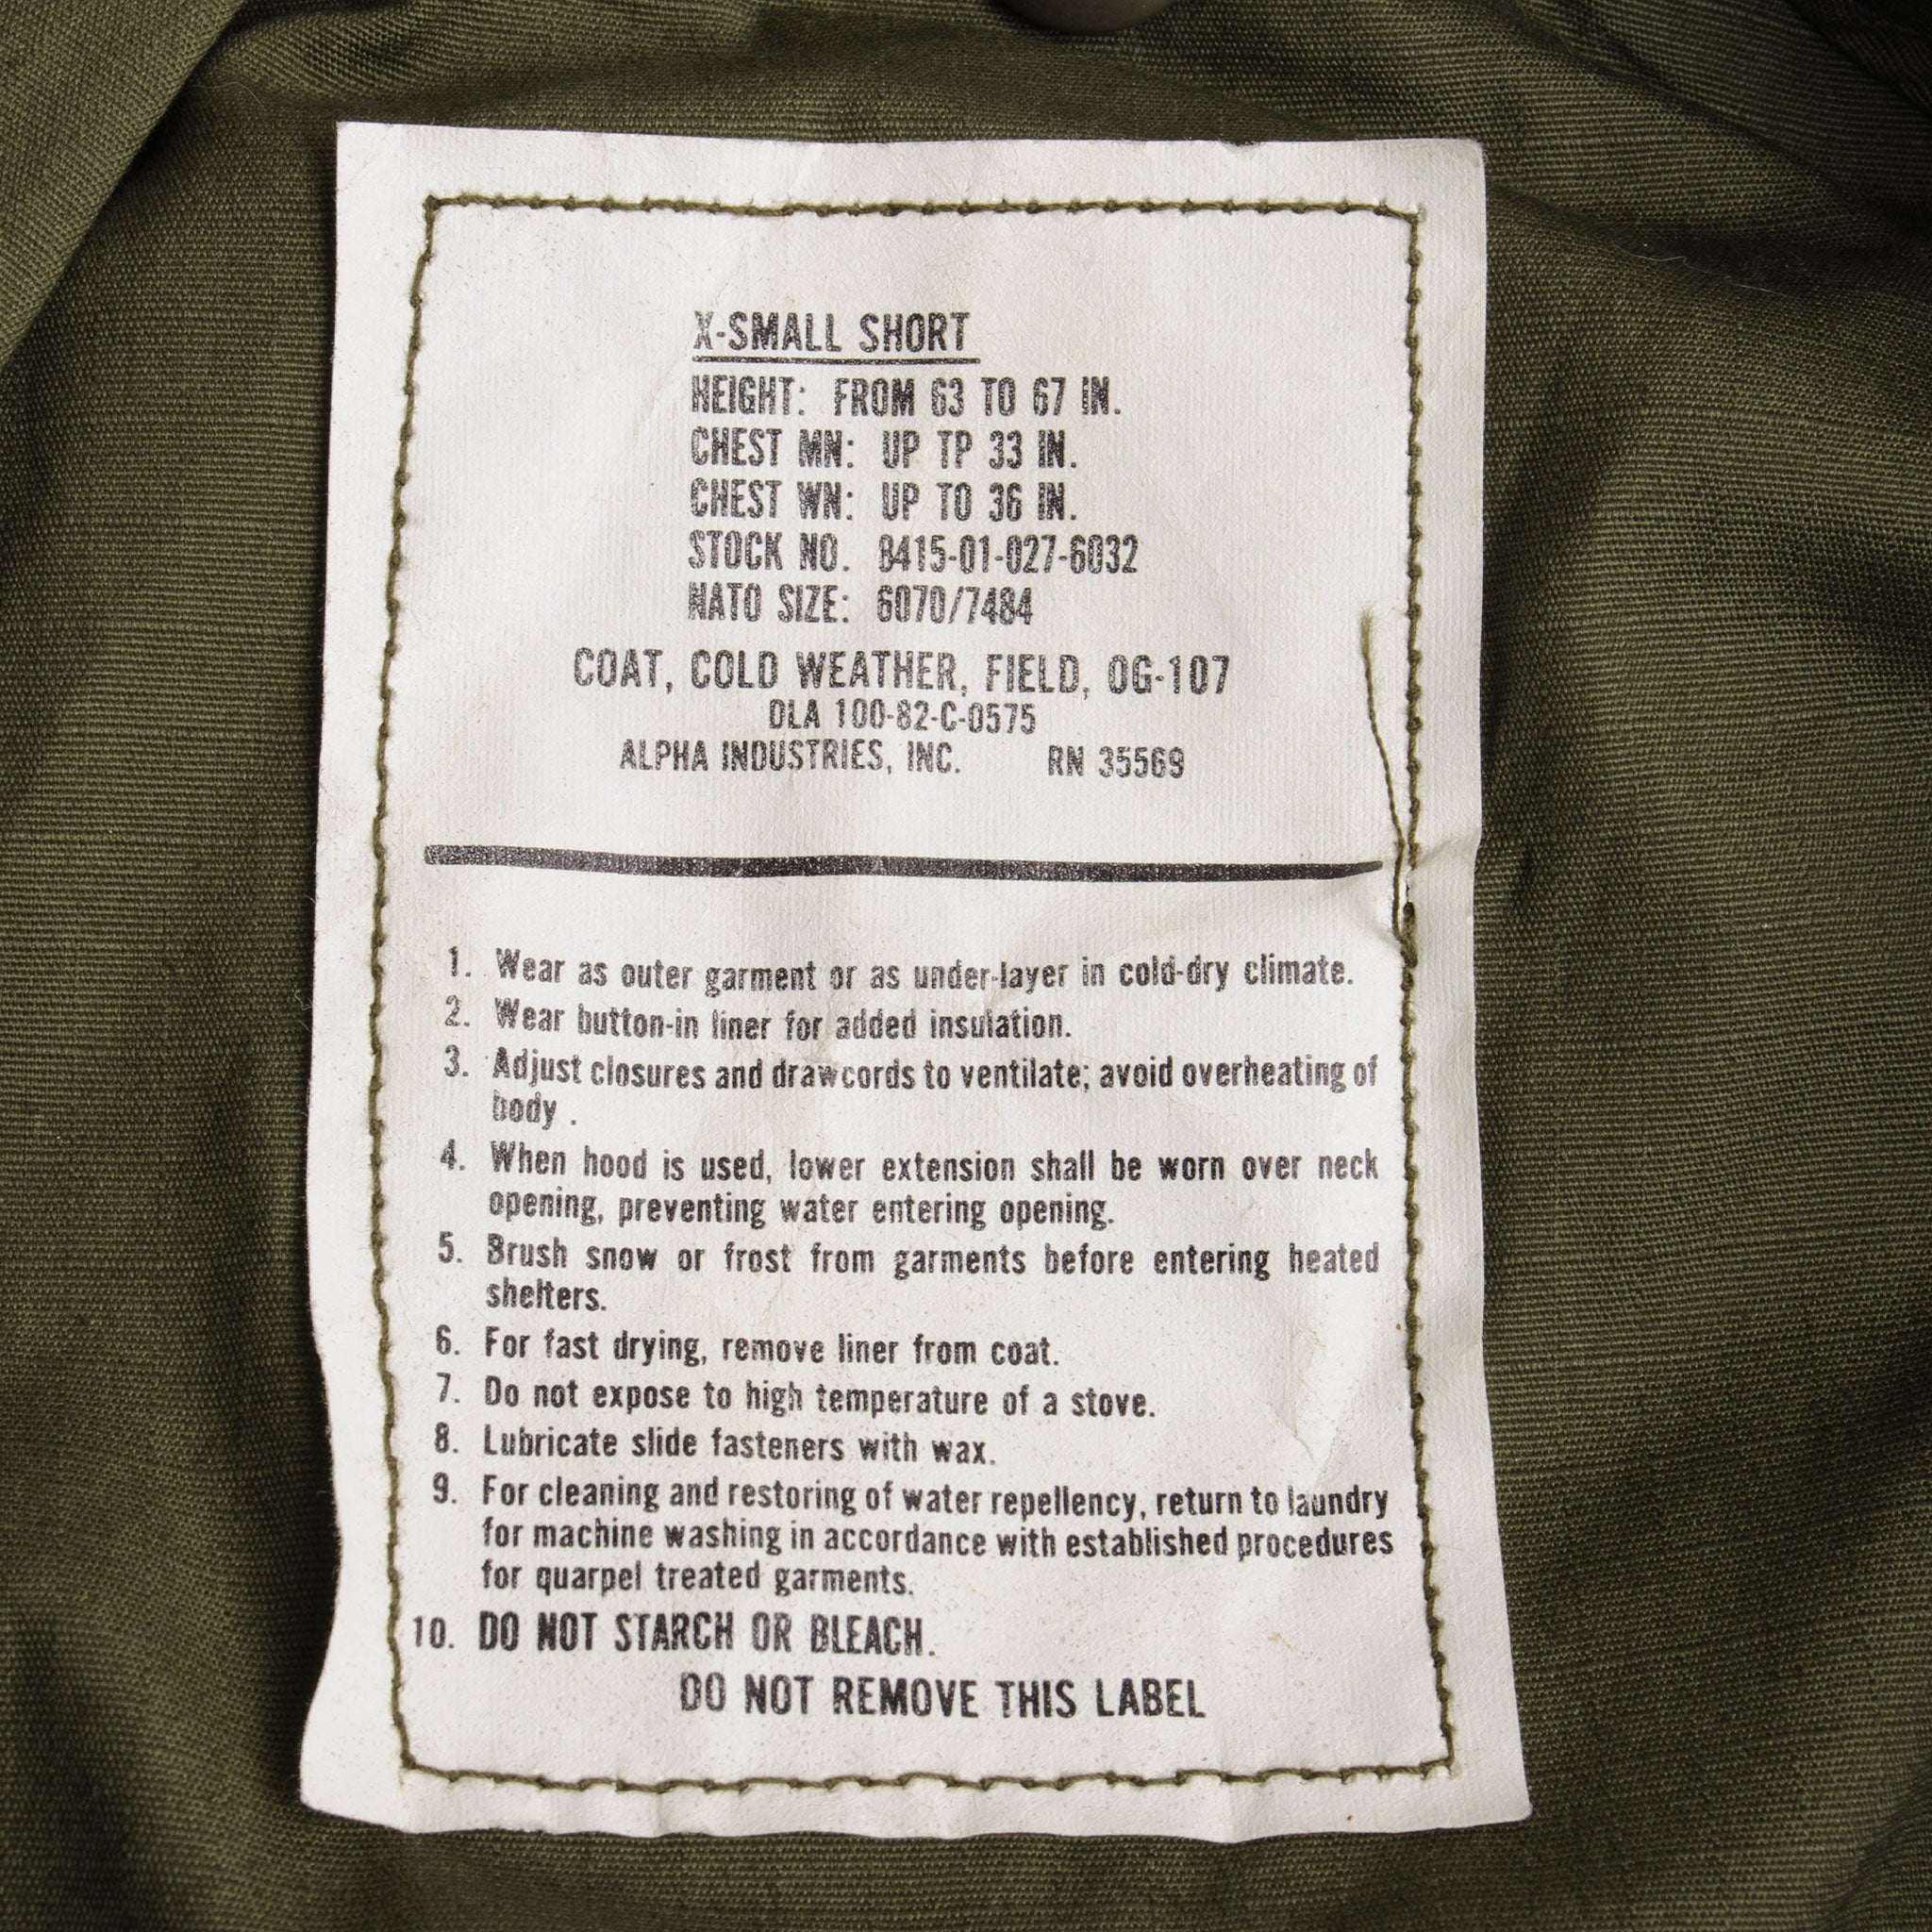 X-SMALL SHORT
HEIGHT: FROM 63 TO 67 IN.
CHEST MN: UP TP 33 IN.
CHEST WN: UP TO 36 IN.
STOCK NO. 8415-01-027-6032
NATO SIZE: 6070/7484
COAT, COLD WEATHER, FIELD, OG-107
DLA 100-82-C-0575
ALPHA INDUSTRIES, INC. RN 35569
1. Wear as outer garment or as under-layer in cold-dry climate.
2. Wear button-in liner for added insulation.
3. Adjust closures and drawcords to ventilate; avoid overheating of
body .
4. When hood is used, lower extension shall be worn over neck
opening, preventing water entering opening.
5. Brush snow or frost from garments before entering heated
shelters.
6. For fast drying, remove liner from coat.
7. Do not expose to high temperature of a stove.
8. Lubricate slide fasteners with wax.
9. For cleaning and restoring of water repellency, return to laundry
for machine washing in accordance with established procedures
for quarpel treated garments.
10. DO NOT STARCH OR BLEACH.
DO NOT REMOVE THIS LABEL